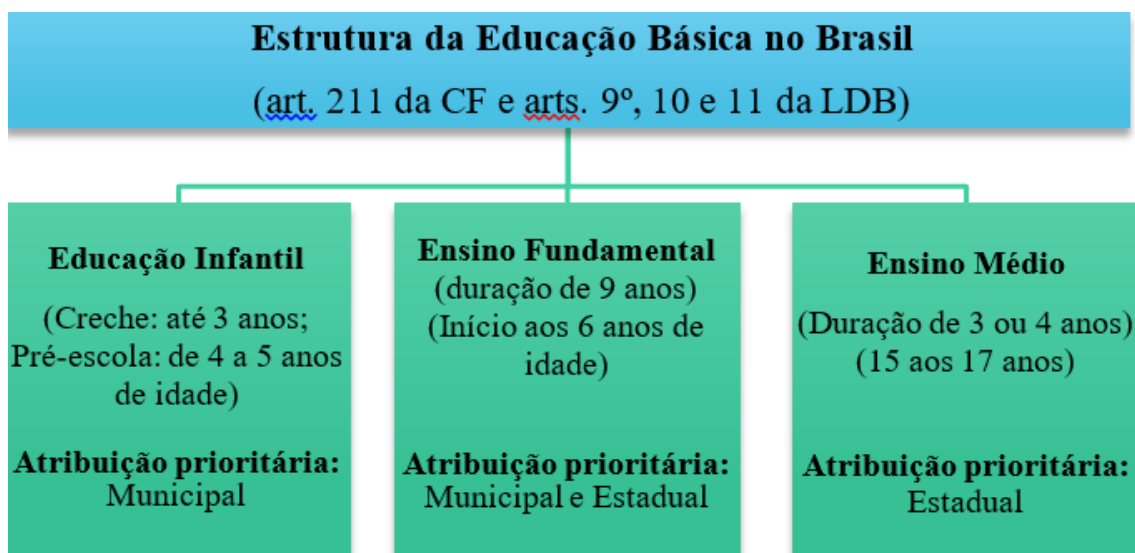 Estrutura da Educação Básica no Brasil
(art. 211 da CF e arts. 9º, 10 e 11 da LDB)
Educação Infantil
(Creche: até 3 anos;
Pré-escola: de 4 a 5 anos
de idade)
Atribuição prioritária:
Municipal
Ensino Fundamental
(duração de 9 anos)
(Início aos 6 anos de
idade)
Atribuição prioritária:
Municipal e Estadual
Ensino Médio
(Duração de 3 ou 4 anos)
(15 aos 17 anos)
Atribuição prioritária:
Estadual